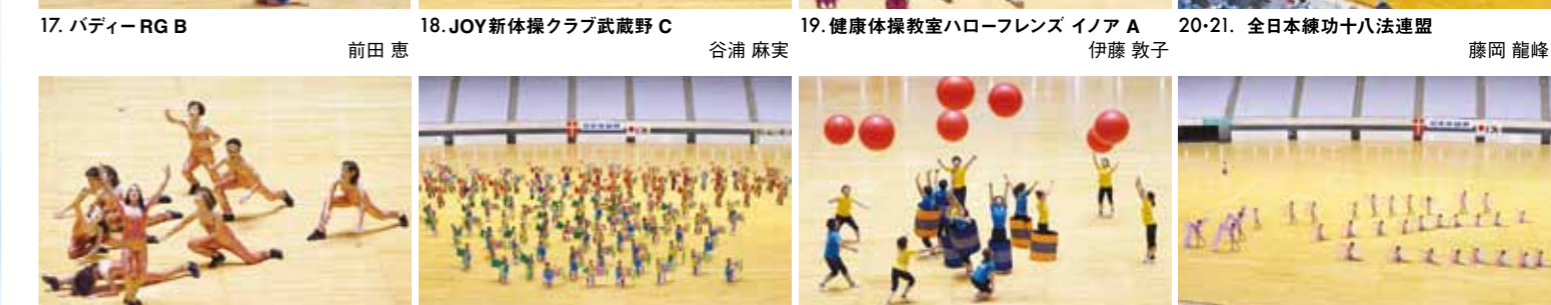 17. バディー RG B
前田 恵
18.JOY新体操クラブ武蔵野 C
谷浦 麻実
19.健康体操教室ハローフレンズ イノア A
伊藤 敦子
20・21. 全日本練功十八法連盟
藤岡 龍峰